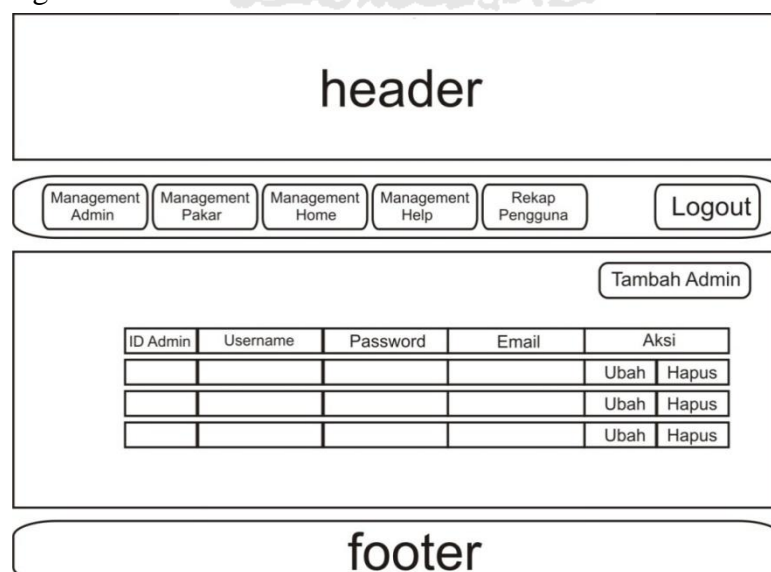 header
Management Admin
Management Pakar
Management Home
Management Help
Rekap Pengguna
Logout
Tambah Admin
ID Admin Username Password Email Aksi
Ubah Hapus
Ubah Hapus
Ubah Hapus
footer